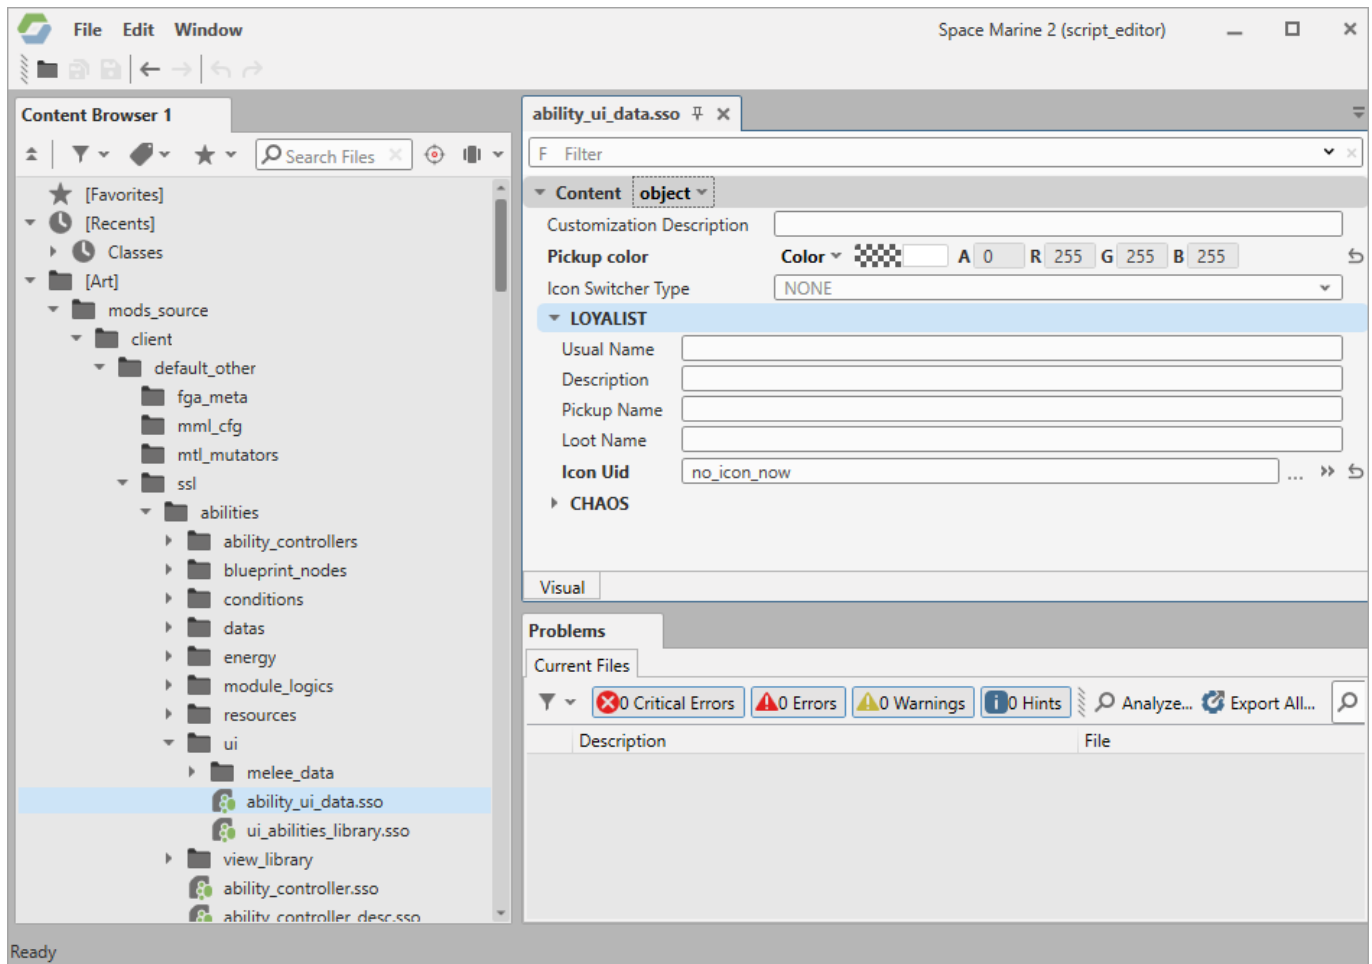 File Edit Window
Space Marine 2 (script_editor)
Content Browser 1
Search Files
[Favorites]
[Recents]
Classes
[Art]
mods_source
client
default_other
fga_meta
mml_cfg
mtl_mutators
ssl
abilities
ability_controllers
blueprint_nodes
conditions
datas
energy
module_logics
resources
ui
melee_data
ability_ui_data.sso
ui_abilities_library.sso
view_library
ability_controller.sso
ability_controller_desc.sso
ability_ui_data.sso
F Filter
Content object
Customization Description
Pickup color Color A 0 R 255 G 255 B 255
Icon Switcher Type NONE
LOYALIST
Usual Name
Description
Pickup Name
Loot Name
Icon Uid no_icon_now ...
CHAOS
Visual
Problems
Current Files
0 Critical Errors 0 Errors 0 Warnings 0 Hints Analyze... Export All...
Description File
Ready